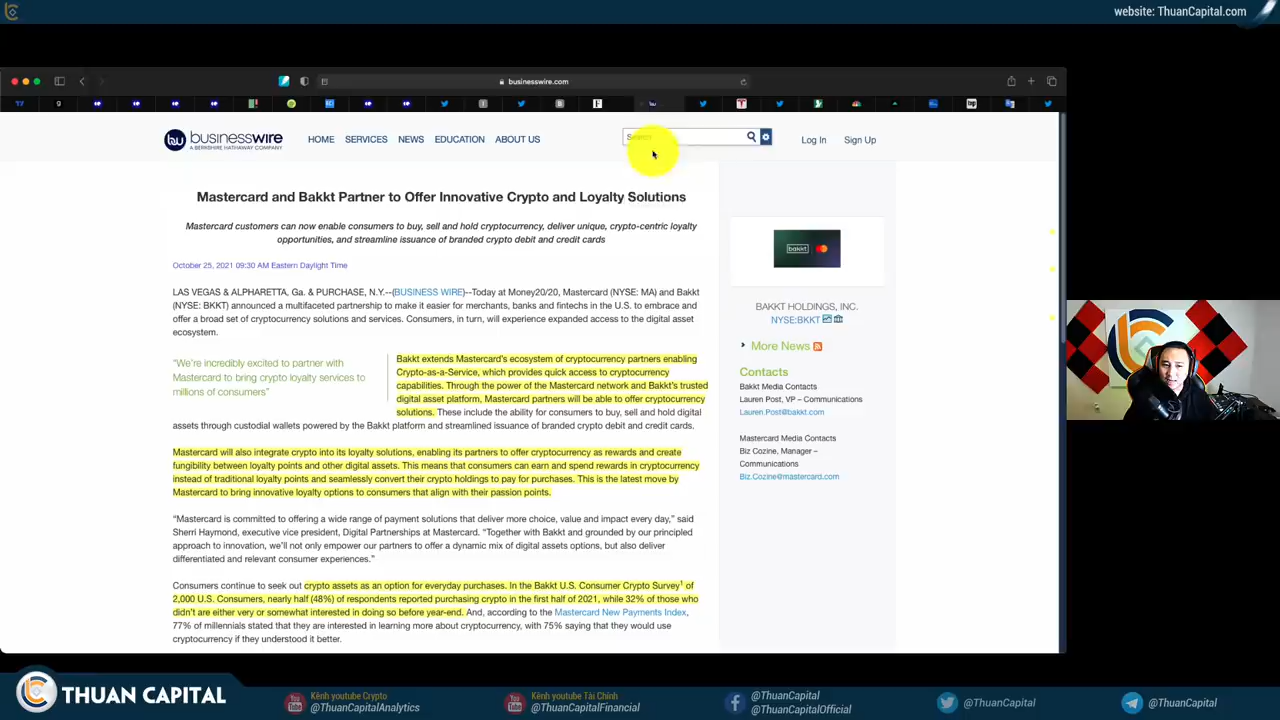 website: ThuanCapital.com
businesswire.com
businesswire
A BERKSHIRE HATHAWAY COMPANY
HOME SERVICES NEWS EDUCATION ABOUT US
Search
Log In Sign Up
Mastercard and Bakkt Partner to Offer Innovative Crypto and Loyalty Solutions
Mastercard customers can now enable consumers to buy, sell and hold cryptocurrency, deliver unique, crypto-centric loyalty
opportunities, and streamline issuance of branded crypto debit and credit cards
October 25, 2021 09:30 AM Eastern Daylight Time
LAS VEGAS & ALPHARETTA, Ga. & PURCHASE, N.Y.--(BUSINESS WIRE)--Today at Money20/20, Mastercard (NYSE: MA) and Bakkt
(NYSE: BKKT) announced a multifaceted partnership to make it easier for merchants, banks and fintechs in the U.S. to embrace and
offer a broad set of cryptocurrency solutions and services. Consumers, in turn, will experience expanded access to the digital asset
ecosystem.
“We’re incredibly excited to partner with
Mastercard to bring crypto loyalty services to
millions of consumers”
Bakkt extends Mastercard’s ecosystem of cryptocurrency partners enabling
Crypto-as-a-Service, which provides quick access to cryptocurrency
capabilities. Through the power of the Mastercard network and Bakkt’s trusted
digital asset platform, Mastercard partners will be able to offer cryptocurrency
solutions. These include the ability for consumers to buy, sell and hold digital
assets through custodial wallets powered by the Bakkt platform and streamlined issuance of branded crypto debit and credit cards.
Mastercard will also integrate crypto into its loyalty solutions, enabling its partners to offer cryptocurrency as rewards and create
fungibility between loyalty points and other digital assets. This means that consumers can earn and spend rewards in cryptocurrency
instead of traditional loyalty points and seamlessly convert their crypto holdings to pay for purchases. This is the latest move by
Mastercard to bring innovative loyalty options to consumers that align with their passion points.
“Mastercard is committed to offering a wide range of payment solutions that deliver more choice, value and impact every day,” said
Sherri Haymond, executive vice president, Digital Partnerships at Mastercard. “Together with Bakkt and grounded by our principled
approach to innovation, we’ll not only empower our partners to offer a dynamic mix of digital assets options, but also deliver
differentiated and relevant consumer experiences.”
Consumers continue to seek out crypto assets as an option for everyday purchases. In the Bakkt U.S. Consumer Crypto Survey1 of
2,000 U.S. Consumers, nearly half (48%) of respondents reported purchasing crypto in the first half of 2021, while 32% of those who
didn’t are either very or somewhat interested in doing so before year-end. And, according to the Mastercard New Payments Index,
77% of millennials stated that they are interested in learning more about cryptocurrency, with 75% saying that they would use
cryptocurrency if they understood it better.
bakkt
BAKKT HOLDINGS, INC.
NYSE:BKKT
More News
Contacts
Bakkt Media Contacts
Lauren Post, VP – Communications
Lauren.Post@bakkt.com
Mastercard Media Contacts
Biz Cozine, Manager –
Communications
Biz.Cozine@mastercard.com
THUAN CAPITAL
Kênh youtube Crypto
@ThuanCapitalAnalytics
Kênh youtube Tài Chính
@ThuanCapitalFinancial
@ThuanCapital
@ThuanCapitalOfficial
@ThuanCapital
@ThuanCapital